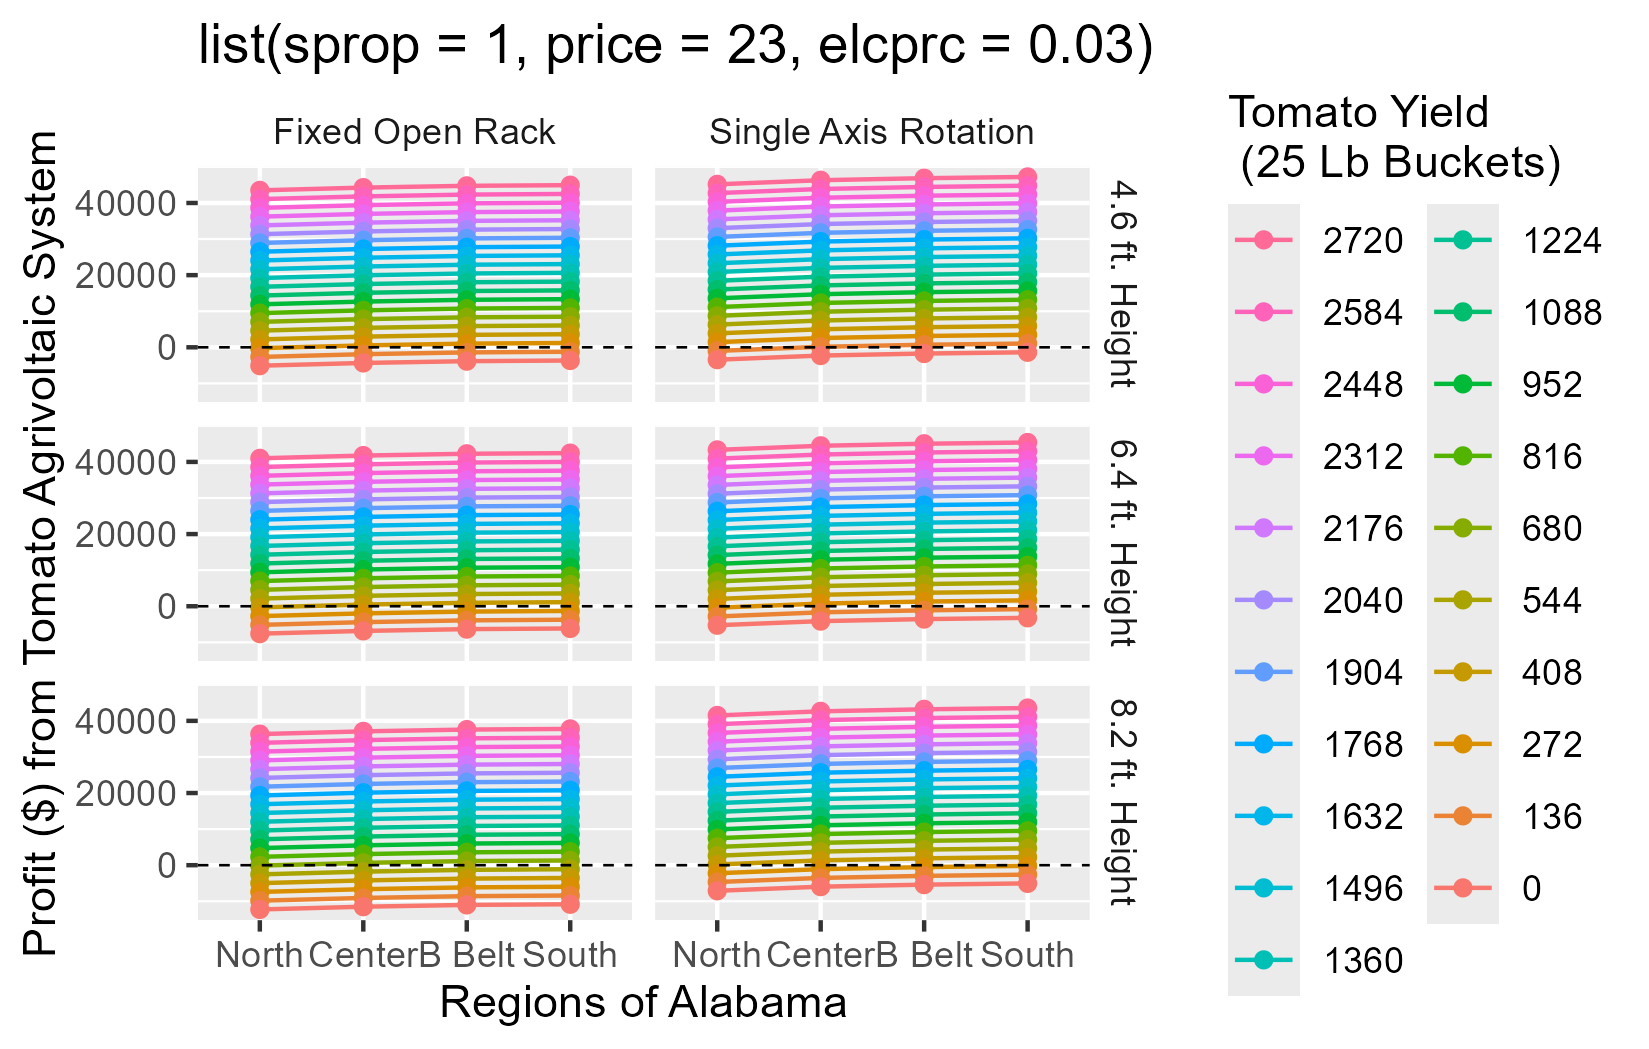 list(sprop = 1, price = 23, elcprc = 0.03)
Fixed Open Rack
Single Axis Rotation
Profit ($) from Tomato Agrivoltaic System
40000
20000
0
4.6 ft. Height
40000
20000
0
6.4 ft. Height
40000
20000
0
8.2 ft. Height
North Center B Belt South
North Center B Belt South
Regions of Alabama
Tomato Yield
(25 Lb Buckets)
2720
2584
2448
2312
2176
2040
1904
1768
1632
1496
1360
1224
1088
952
816
680
544
408
272
136
0